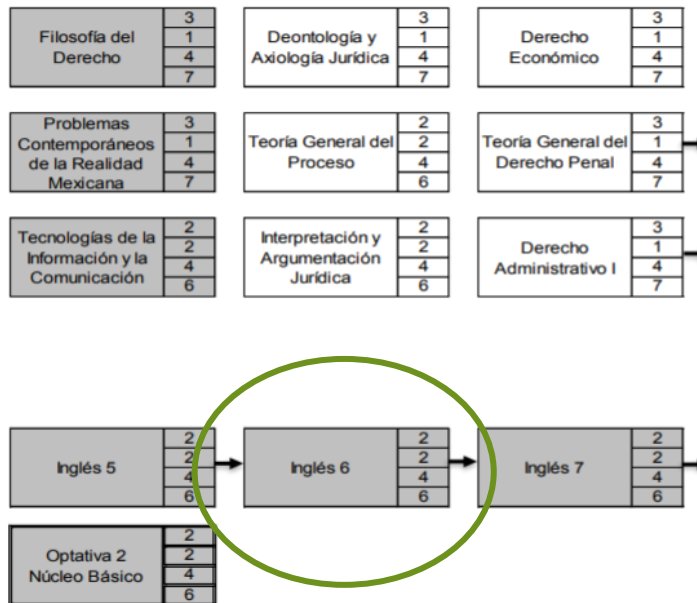 Filosofía del
Derecho
3
1
4
7
Deontología y
Axiología Jurídica
3
1
4
7
Derecho
Económico
3
1
4
7
Problemas
Contemporáneos
de la Realidad
Mexicana
3
1
4
7
Teoría General del
Proceso
2
2
4
6
Teoría General del
Derecho Penal
3
1
4
7
Tecnologías de la
Información y la
Comunicación
2
2
4
6
Interpretación y
Argumentación
Jurídica
2
2
4
6
Derecho
Administrativo I
3
1
4
7
Inglés 5
2
2
4
6
Inglés 6
2
2
4
6
Inglés 7
2
2
4
6
Optativa 2
Núcleo Básico
2
2
4
6